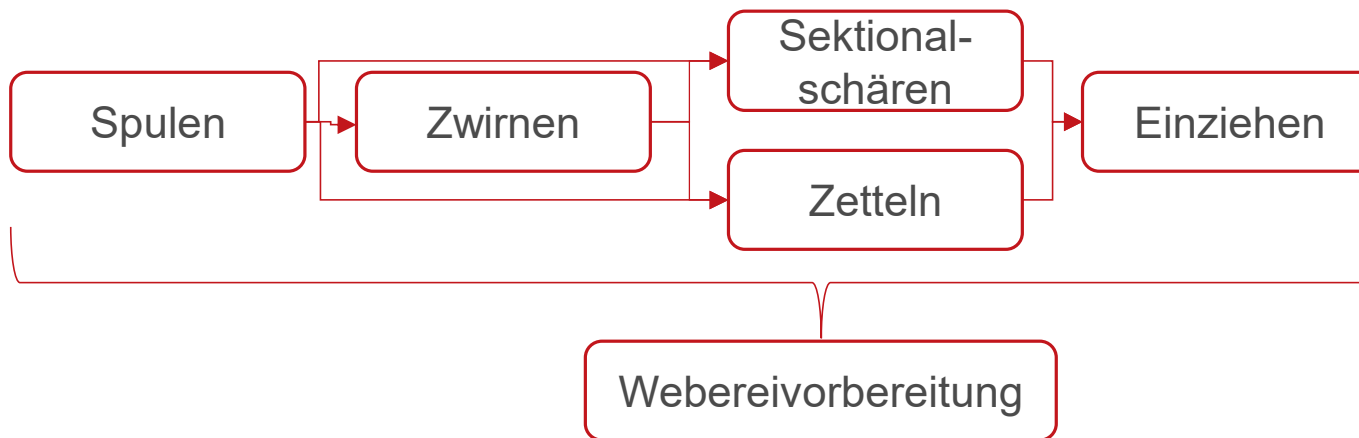 Spulen
Zwirnen
Sektional-
schären
Zetteln
Einziehen
Webereivorbereitung